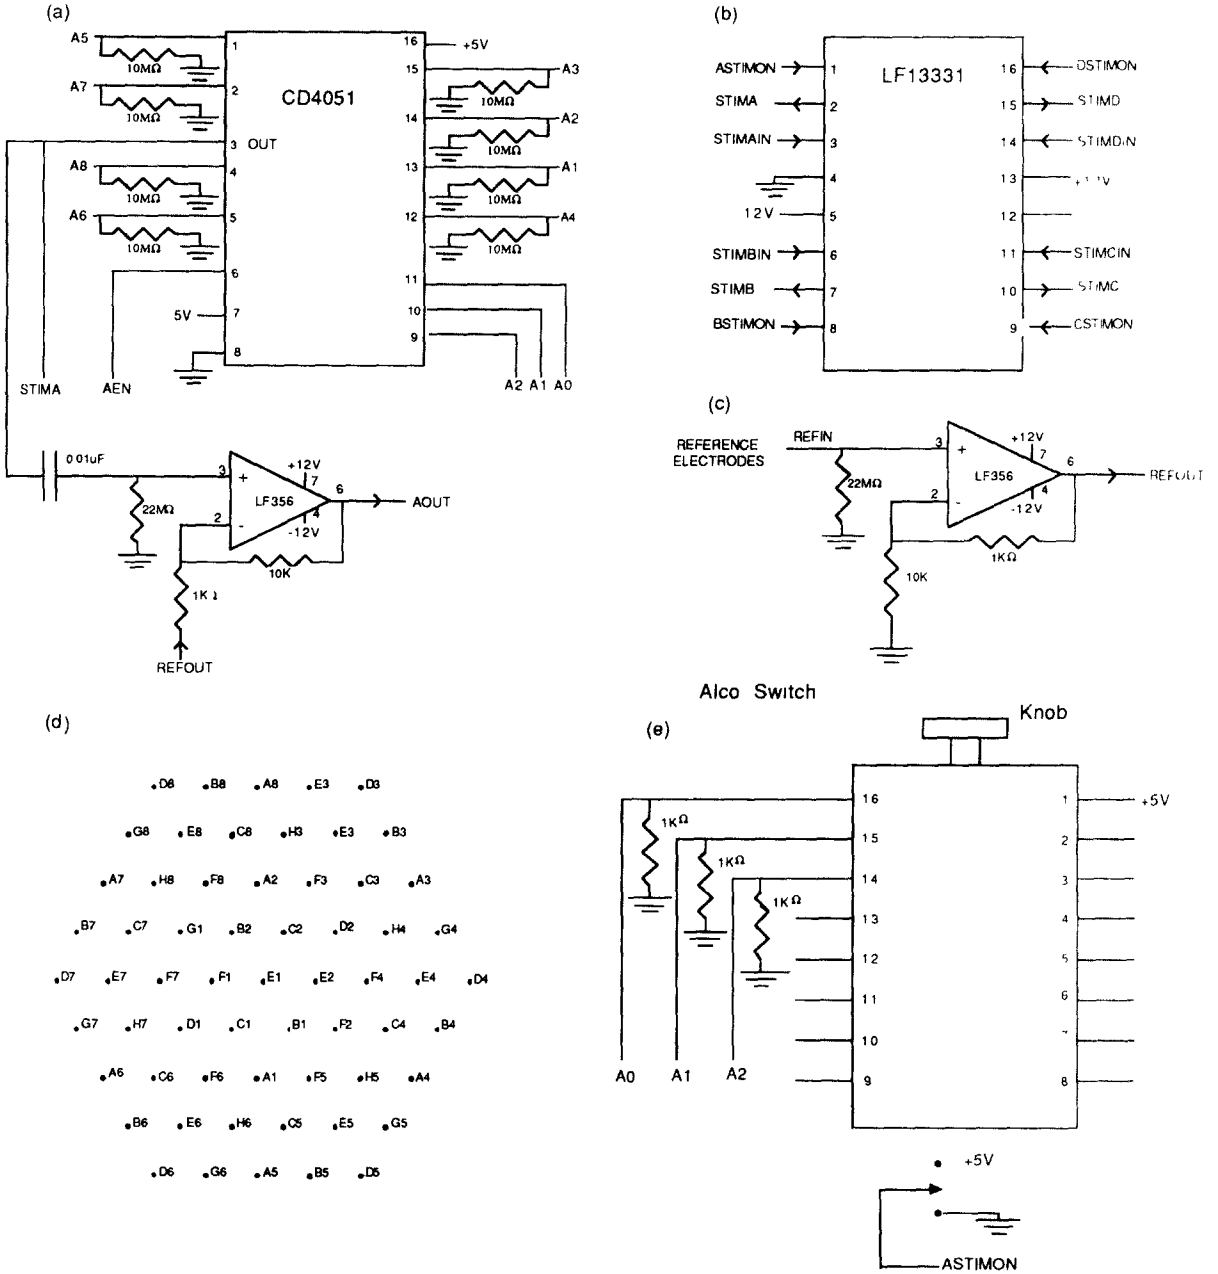 (a)
A5
10MΩ
A7
10MΩ
A8
10MΩ
A6
10MΩ
1
2
3 OUT
4
5
6
7
8
CD4051
16
15
14
13
12
11
10
9
+5V
A3
10MΩ
A2
10MΩ
A1
10MΩ
A4
10MΩ
5V
STIMA
AEN
A2 A1 A0
0.01uF
3
+
+12V
7
LF356
6
AOUT
22MΩ
2
-
4
-12V
10K
1K
REFOUT
(b)
LF13331
ASTIMON 1
STIMA 2
STIMAIN 3
4
12V 5
STIMBIN 6
STIMB 7
BSTIMON 8
16 DSTIMON
15 STIMD
14 STIMDIN
13
12
11 STIMCIN
10 STIMC
9 CSTIMON
(c)
REFERENCE
ELECTRODES
REFIN
3
+
+12V
7
LF356
6
REFOUT
22MΩ
2
-
4
-12V
1KΩ
10K
(d)
D8 B8 A8 E3 D3
G8 E8 C8 H3 E3 B3
A7 H8 F8 A2 F3 C3 A3
B7 C7 G1 B2 C2 D2 H4 G4
D7 E7 F7 F1 E1 E2 F4 E4 D4
G7 H7 D1 C1 B1 F2 C4 B4
A6 C6 F6 A1 F5 H5 A4
B6 E6 H6 C5 E5 G5
D6 G6 A5 B5 D5
Alco Switch
(e)
Knob
16
15
14
13
12
11
10
9
1
2
3
4
5
6
7
8
+5V
1KΩ
1KΩ
1KΩ
A0 A1 A2
+5V
ASTIMON